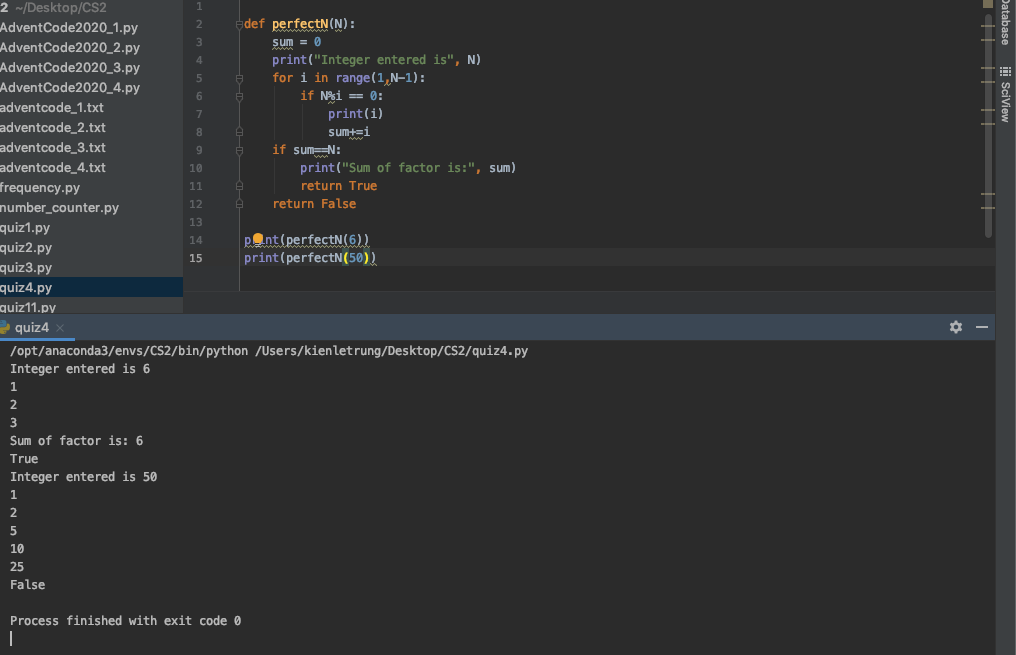 2 ~/Desktop/CS2
AdventCode2020_1.py
AdventCode2020_2.py
AdventCode2020_3.py
AdventCode2020_4.py
adventcode_1.txt
adventcode_2.txt
adventcode_3.txt
adventcode_4.txt
frequency.py
number_counter.py
quiz1.py
quiz2.py
quiz3.py
quiz4.py
quiz11.py
1
2 def perfectN(N):
3 sum = 0
4 print("Integer entered is", N)
5 for i in range(1,N-1):
6 if N%i == 0:
7 print(i)
8 sum+=i
9 if sum==N:
10 print("Sum of factor is:", sum)
11 return True
12 return False
13
14 print(perfectN(6))
15 print(perfectN(50))
Database
SciView
quiz4
/opt/anaconda3/envs/CS2/bin/python /Users/kienletrung/Desktop/CS2/quiz4.py
Integer entered is 6
1
2
3
Sum of factor is: 6
True
Integer entered is 50
1
2
5
10
25
False
Process finished with exit code 0